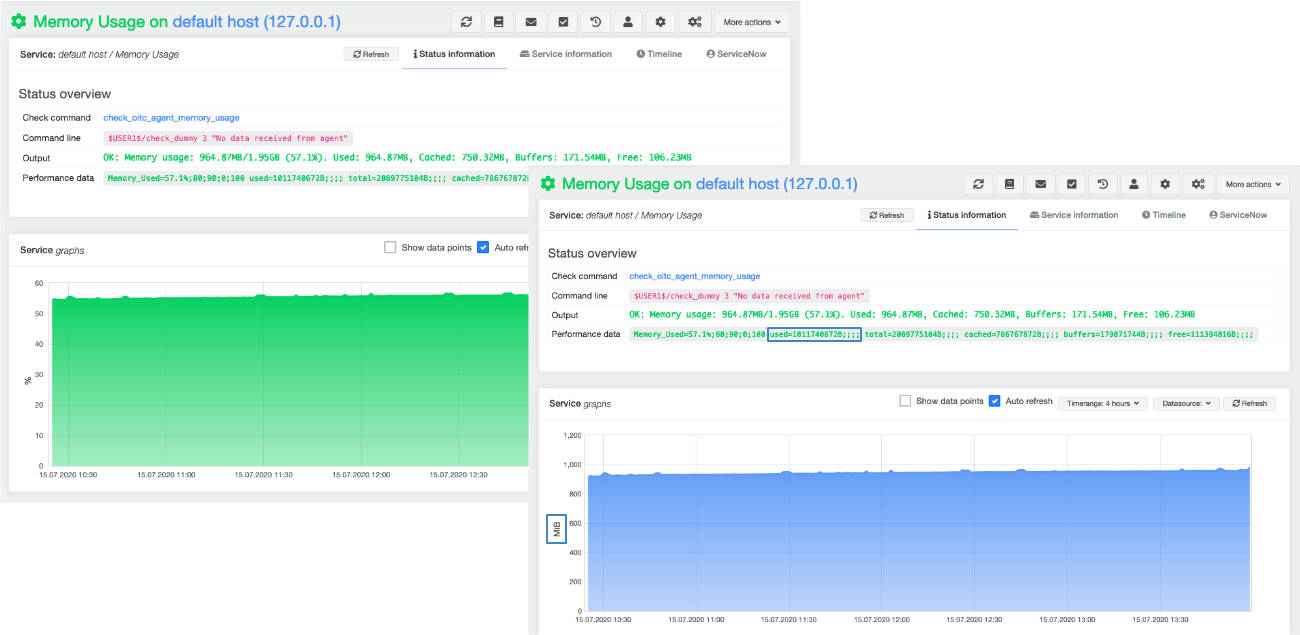 Memory Usage on default host (127.0.0.1)
More actions
Service: default host / Memory Usage
Refresh
Status information
Service information
Timeline
ServiceNow
Status overview
Check command check_oitc_agent_memory_usage
Command line $USER1$/check_dummy 3 "No data received from agent"
Output OK: Memory usage: 964.87MB/1.95GB (57.1%). Used: 964.87MB, Cached: 750.32MB, Buffers: 171.54MB, Free: 106.23MB
Performance data Memory_Used=57.1%;80;90;0;100 used=1011740672B;;;; total=2089775104B;;;; cached=786767872
Service graphs
Show data points
Auto refr
60
50
40
30
20
10
0
%
15.07.2020 10:30 15.07.2020 11:00 15.07.2020 11:30 15.07.2020 12:00 15.07.2020 12:30
Memory Usage on default host (127.0.0.1)
More actions
Service: default host / Memory Usage
Refresh
Status information
Service information
Timeline
ServiceNow
Status overview
Check command check_oitc_agent_memory_usage
Command line $USER1$/check_dummy 3 "No data received from agent"
Output OK: Memory usage: 964.87MB/1.95GB (57.1%). Used: 964.87MB, Cached: 750.32MB, Buffers: 171.54MB, Free: 106.23MB
Performance data Memory_Used=57.1%;80;90;0;100 used=1011740672B;;;; total=2089775104B;;;; cached=786767872B;;;; buffers=179871744B;;;; free=111394816B;;;;
Service graphs
Show data points
Auto refresh
Timerange: 4 hours
Datasource:
Refresh
1,200
1,000
800
600
400
200
0
MIB
15.07.2020 10:30 15.07.2020 11:00 15.07.2020 11:30 15.07.2020 12:00 15.07.2020 12:30 15.07.2020 13:00 15.07.2020 13:30